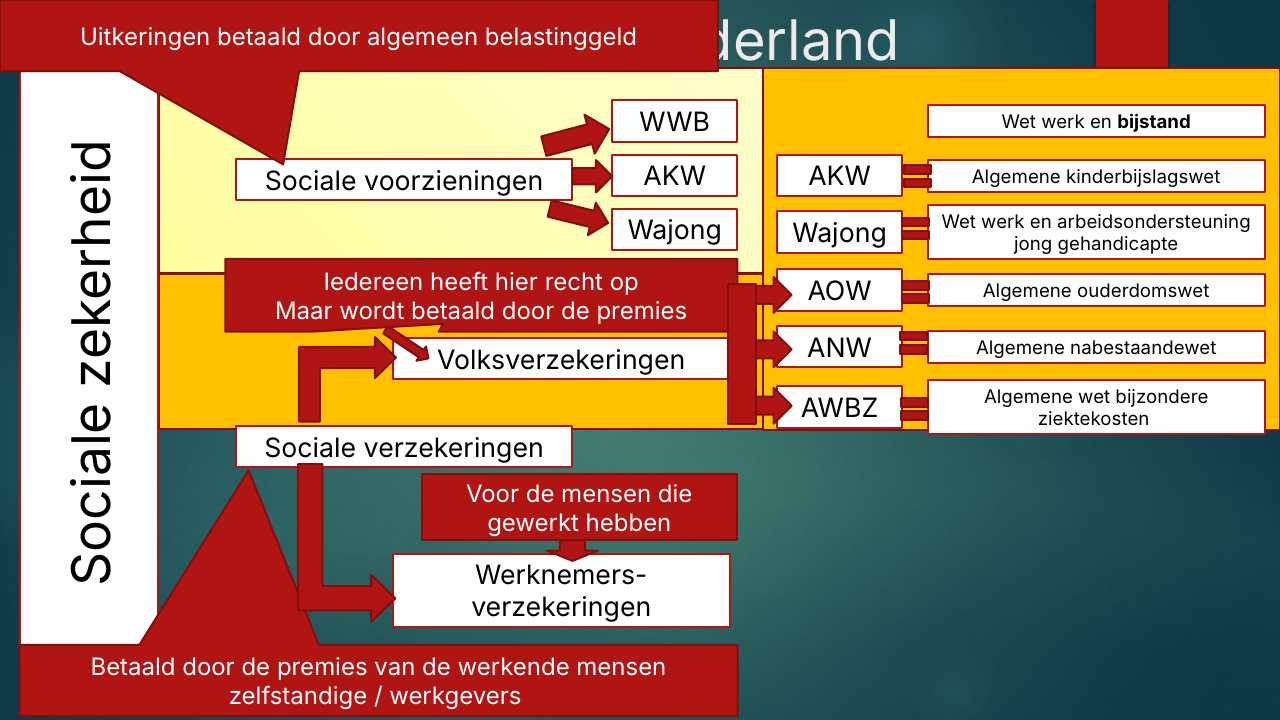 Uitkeringen betaald door algemeen belastinggeld
derland
Sociale zekerheid
Sociale voorzieningen
WWB
AKW
Wajong
Wet werk en bijstand
AKW
Algemene kinderbijslagswet
Wajong
Wet werk en arbeidsondersteuning
jong gehandicapte
AOW
Algemene ouderdomswet
ANW
Algemene nabestaandewet
AWBZ
Algemene wet bijzondere
ziektekosten
Iedereen heeft hier recht op
Maar wordt betaald door de premies
Volksverzekeringen
Sociale verzekeringen
Voor de mensen die
gewerkt hebben
Werknemers-
verzekeringen
Betaald door de premies van de werkende mensen
zelfstandige / werkgevers